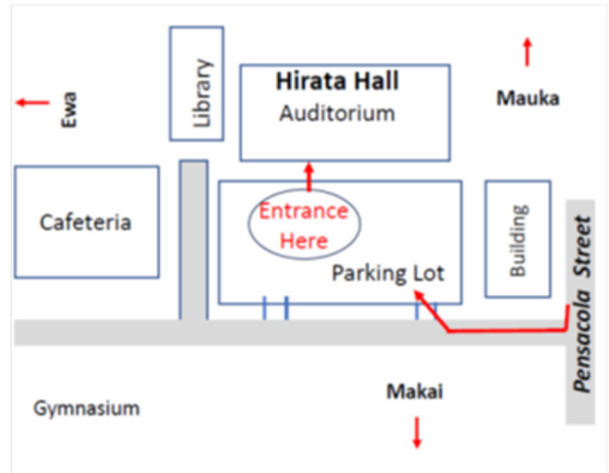 Ewa
Library
Hirata Hall
Auditorium
Mauka
Cafeteria
Entrance
Here
Parking Lot
Building
Pensacola Street
Makai
Gymnasium